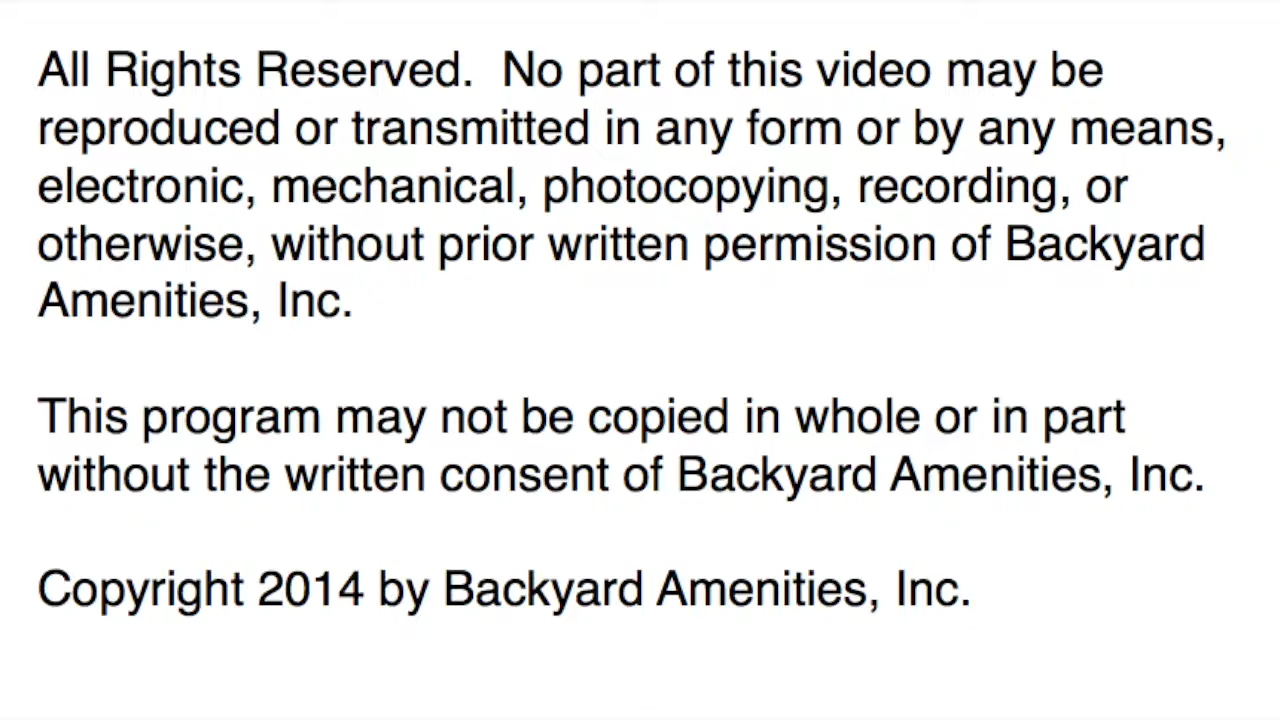 All Rights Reserved.  No part of this video may be
reproduced or transmitted in any form or by any means,
electronic, mechanical, photocopying, recording, or
otherwise, without prior written permission of Backyard
Amenities, Inc.
This program may not be copied in whole or in part
without the written consent of Backyard Amenities, Inc.
Copyright 2014 by Backyard Amenities, Inc.